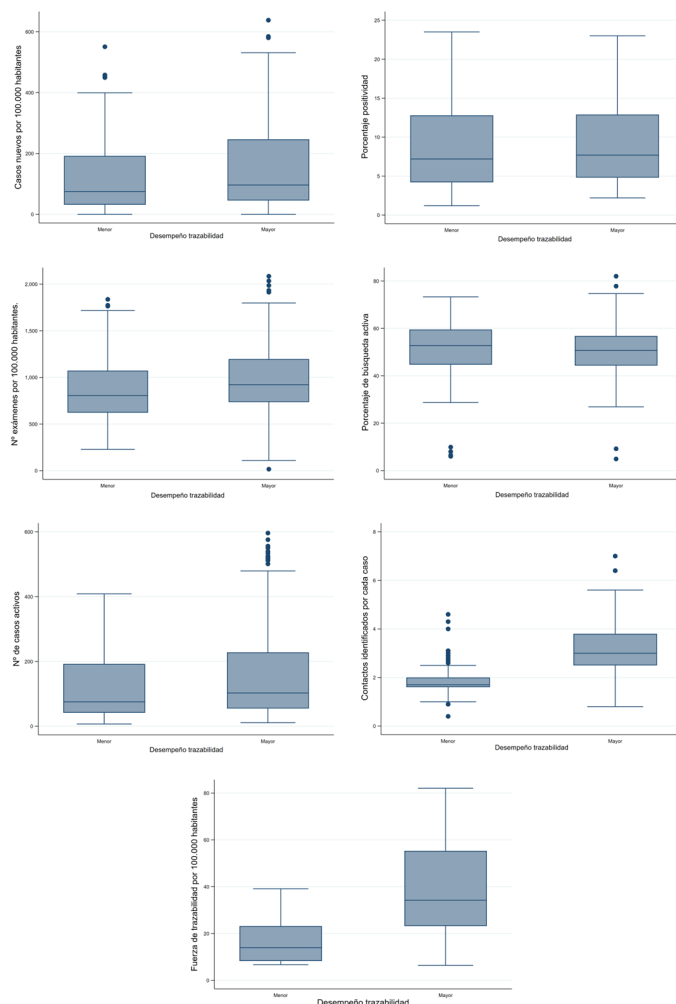 Casos nuevos por 100.000 habitantes
600
400
200
0
Menor
Mayor
Desempeño trazabilidad
Porcentaje positividad
25
20
15
10
5
0
Menor
Mayor
Desempeño trazabilidad
Nº exámenes por 100.000 habitantes.
2,000
1,500
1,000
500
0
Menor
Mayor
Desempeño trazabilidad
Porcentaje de búsqueda activa
80
60
40
20
0
Menor
Mayor
Desempeño trazabilidad
Nº de casos activos
600
400
200
0
Menor
Mayor
Desempeño trazabilidad
Contactos identificados por cada caso
8
6
4
2
0
Menor
Mayor
Desempeño trazabilidad
Fuerza de trazabilidad por 100.000 habitantes
80
60
40
20
0
Menor
Mayor
Desempeño trazabilidad